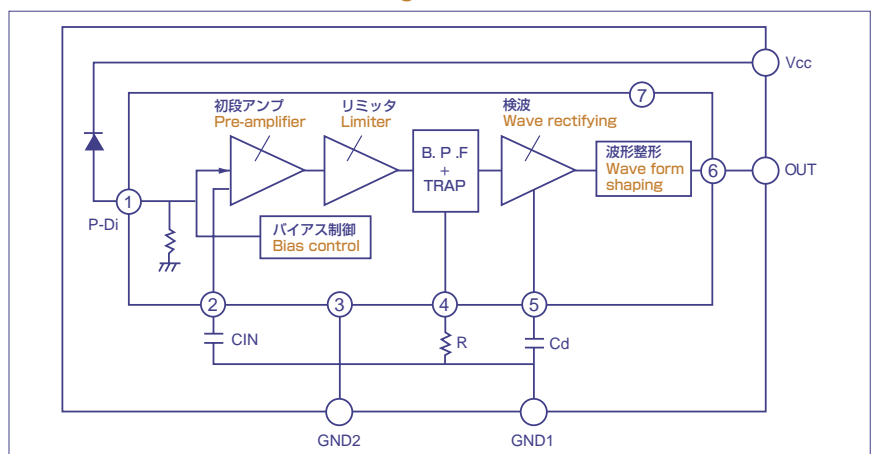 Vcc
7
初段アンプ
Pre-amplifier
リミッタ
Limiter
検波
Wave rectifying
B. P .F
+
TRAP
波形整形
Wave form
shaping
6
OUT
1
P-Di
バイアス制御
Bias control
2
3
4
5
CIN
R
Cd
GND2
GND1